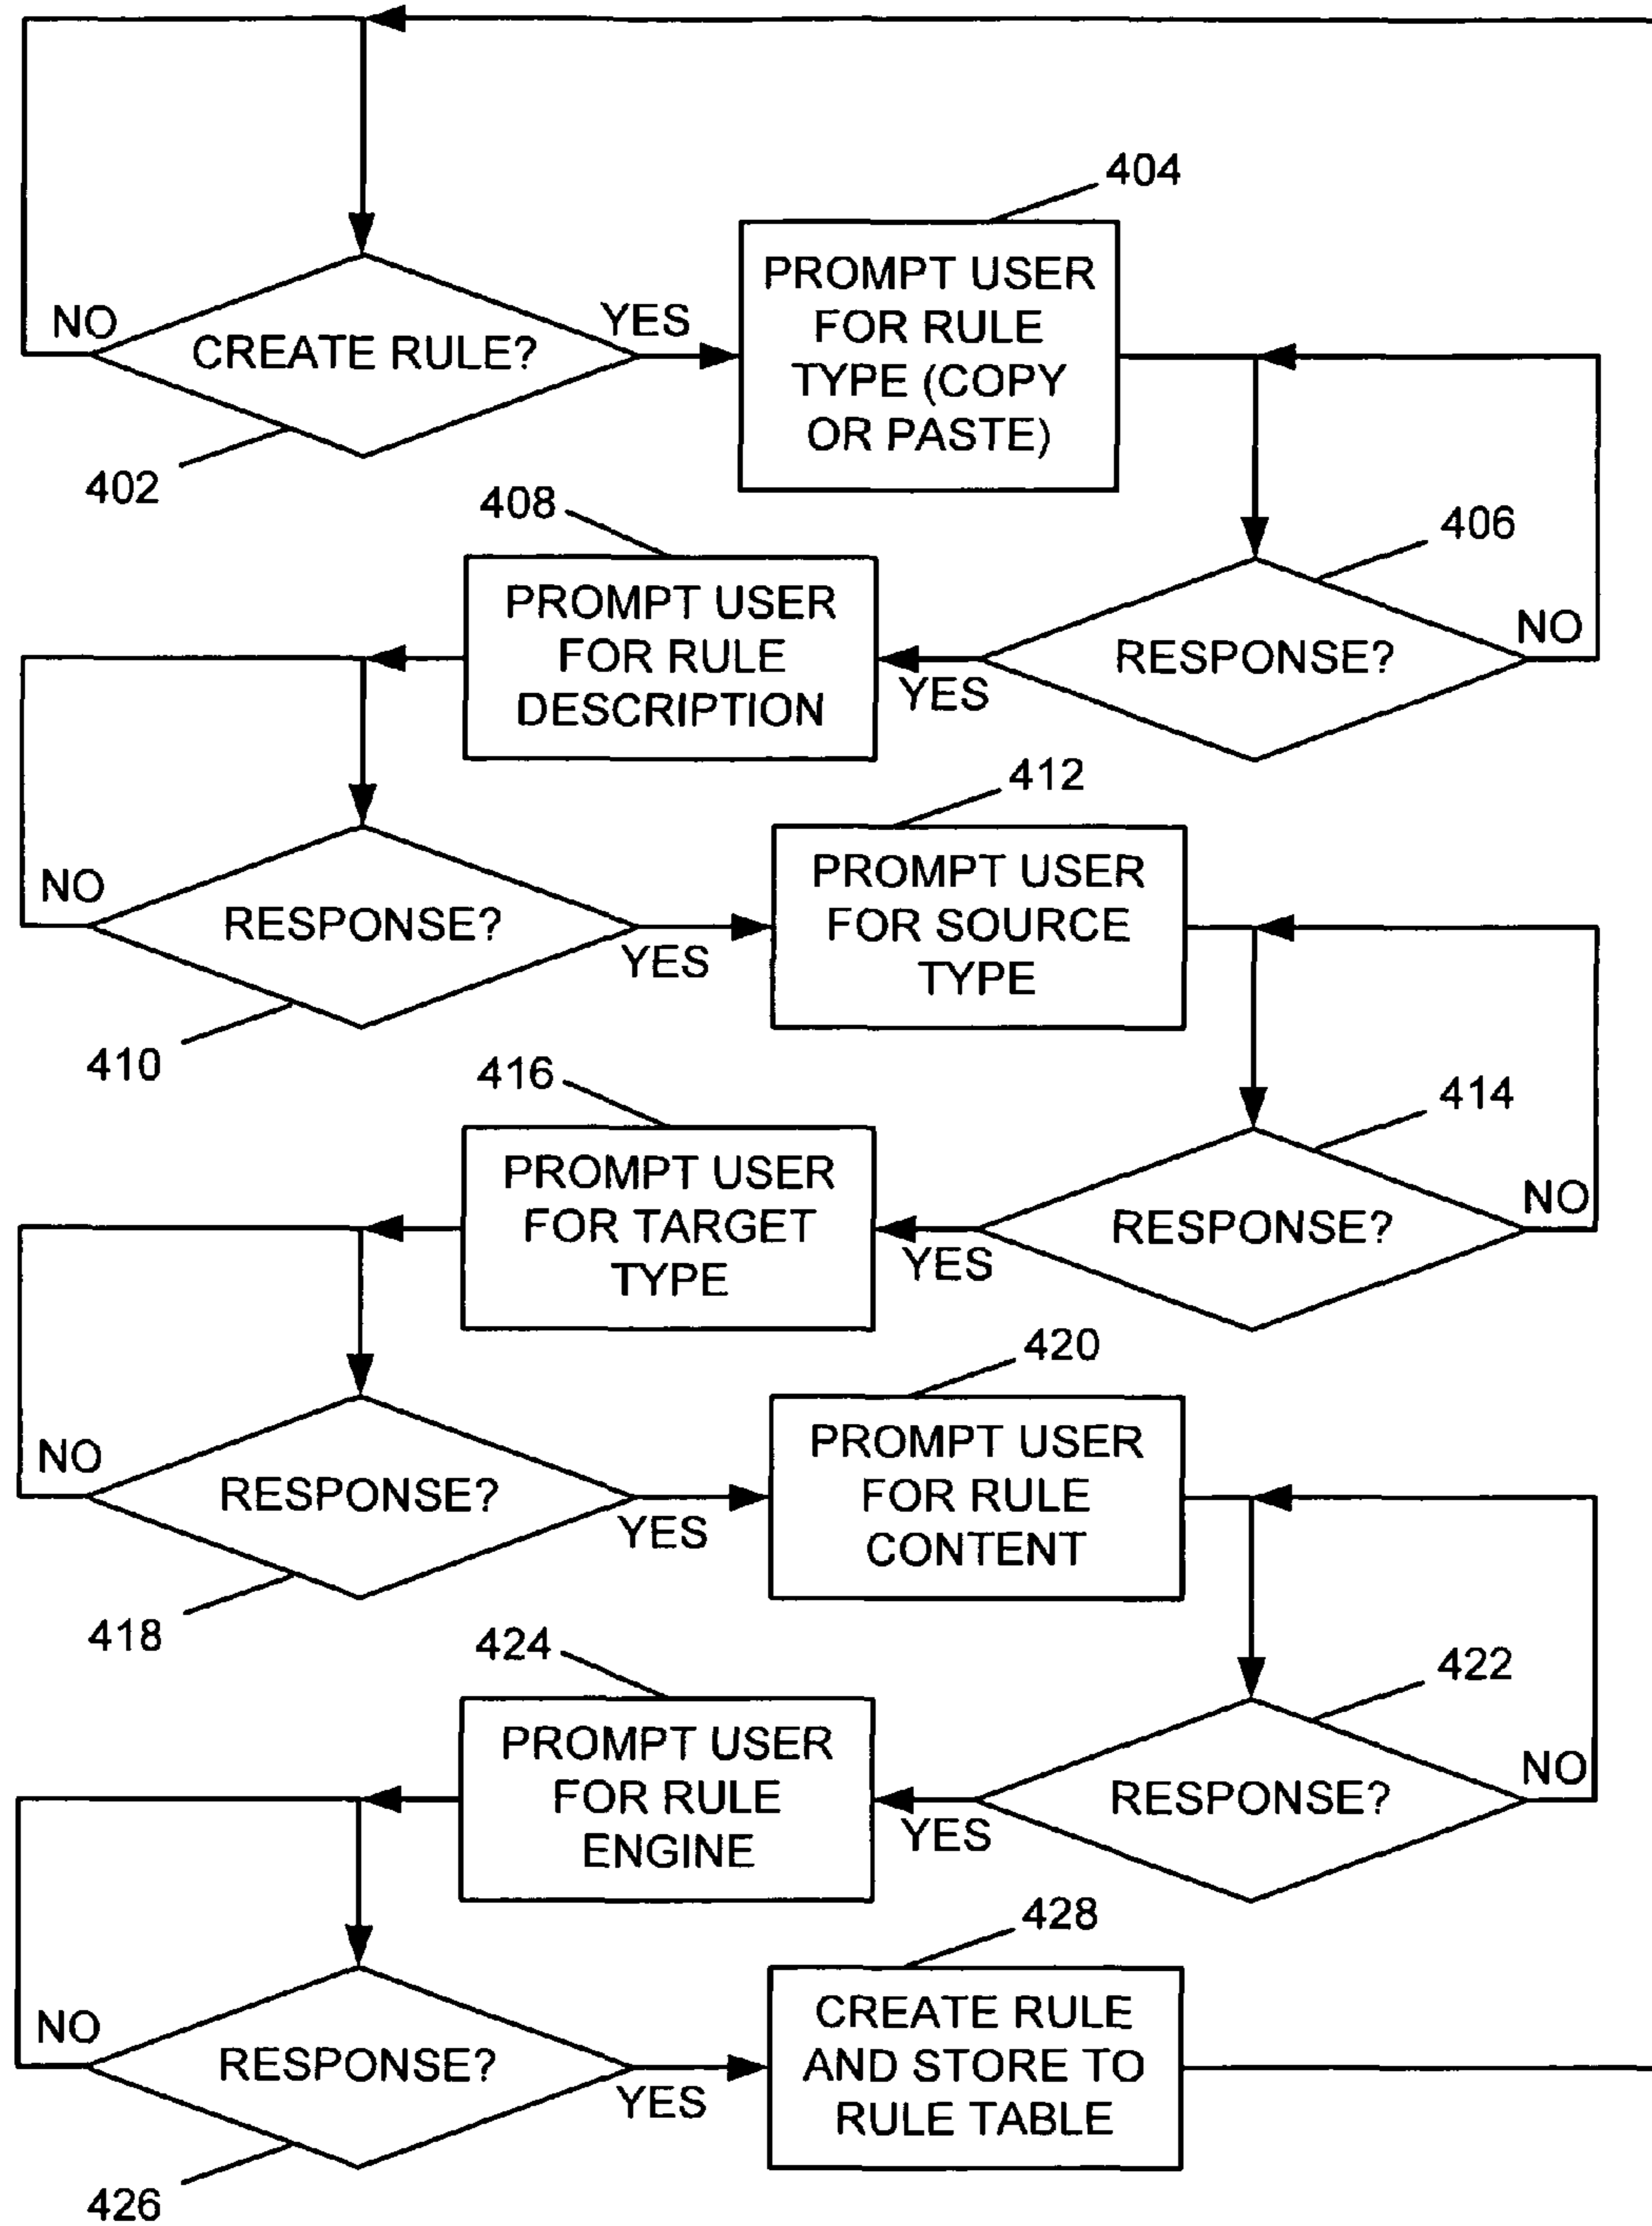 404
PROMPT USER
FOR RULE
TYPE (COPY
OR PASTE)
NO
CREATE RULE?
YES
402
408
406
PROMPT USER
FOR RULE
DESCRIPTION
RESPONSE?
NO
YES
412
NO
RESPONSE?
YES
PROMPT USER
FOR SOURCE
TYPE
410
416
414
PROMPT USER
FOR TARGET
TYPE
RESPONSE?
NO
YES
420
NO
RESPONSE?
YES
PROMPT USER
FOR RULE
CONTENT
418
424
422
PROMPT USER
FOR RULE
ENGINE
RESPONSE?
NO
YES
428
NO
RESPONSE?
YES
CREATE RULE
AND STORE TO
RULE TABLE
426